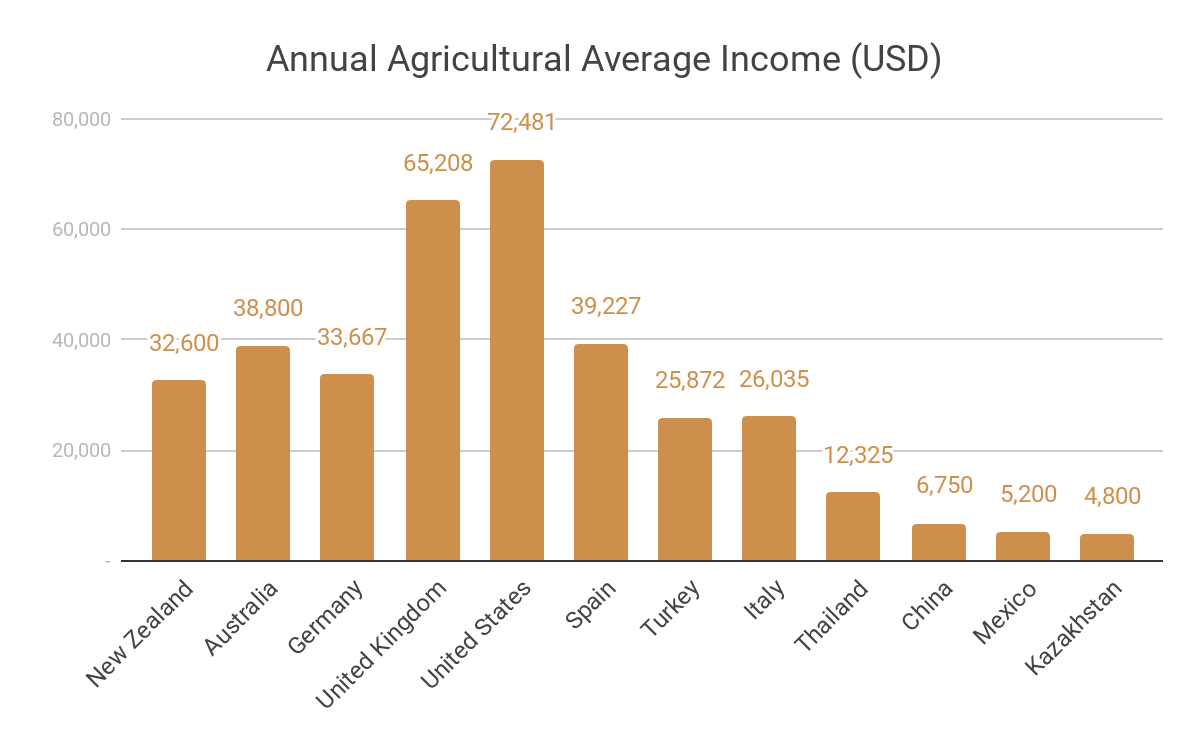 Annual Agricultural Average Income (USD)
80,000
60,000
40,000
20,000
-
32,600
38,800
33,667
65,208
72,481
39,227
25,872
26,035
12,325
6,750
5,200
4,800
New Zealand
Australia
Germany
United Kingdom
United States
Spain
Turkey
Italy
Thailand
China
Mexico
Kazakhstan